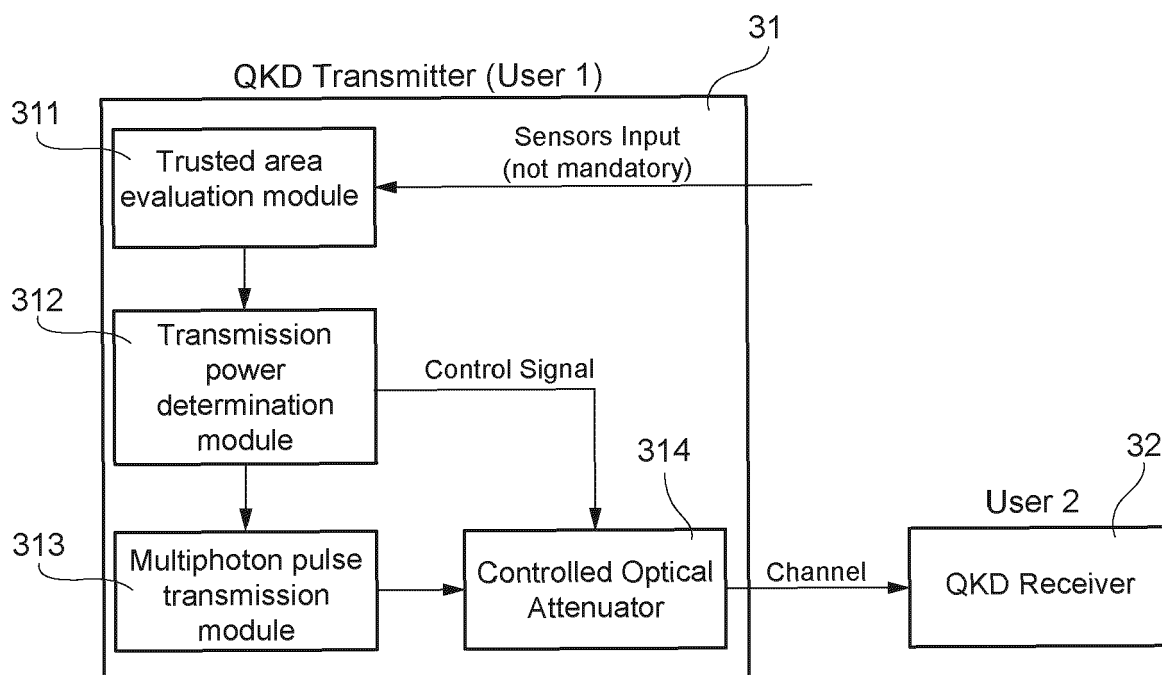 31
QKD Transmitter (User 1)
311
Trusted area
evaluation module
Sensors Input
(not mandatory)
312
Transmission
power
determination
module
Control Signal
314
32
User 2
313
Multiphoton pulse
transmission
module
Controlled Optical
Attenuator
Channel
QKD Receiver